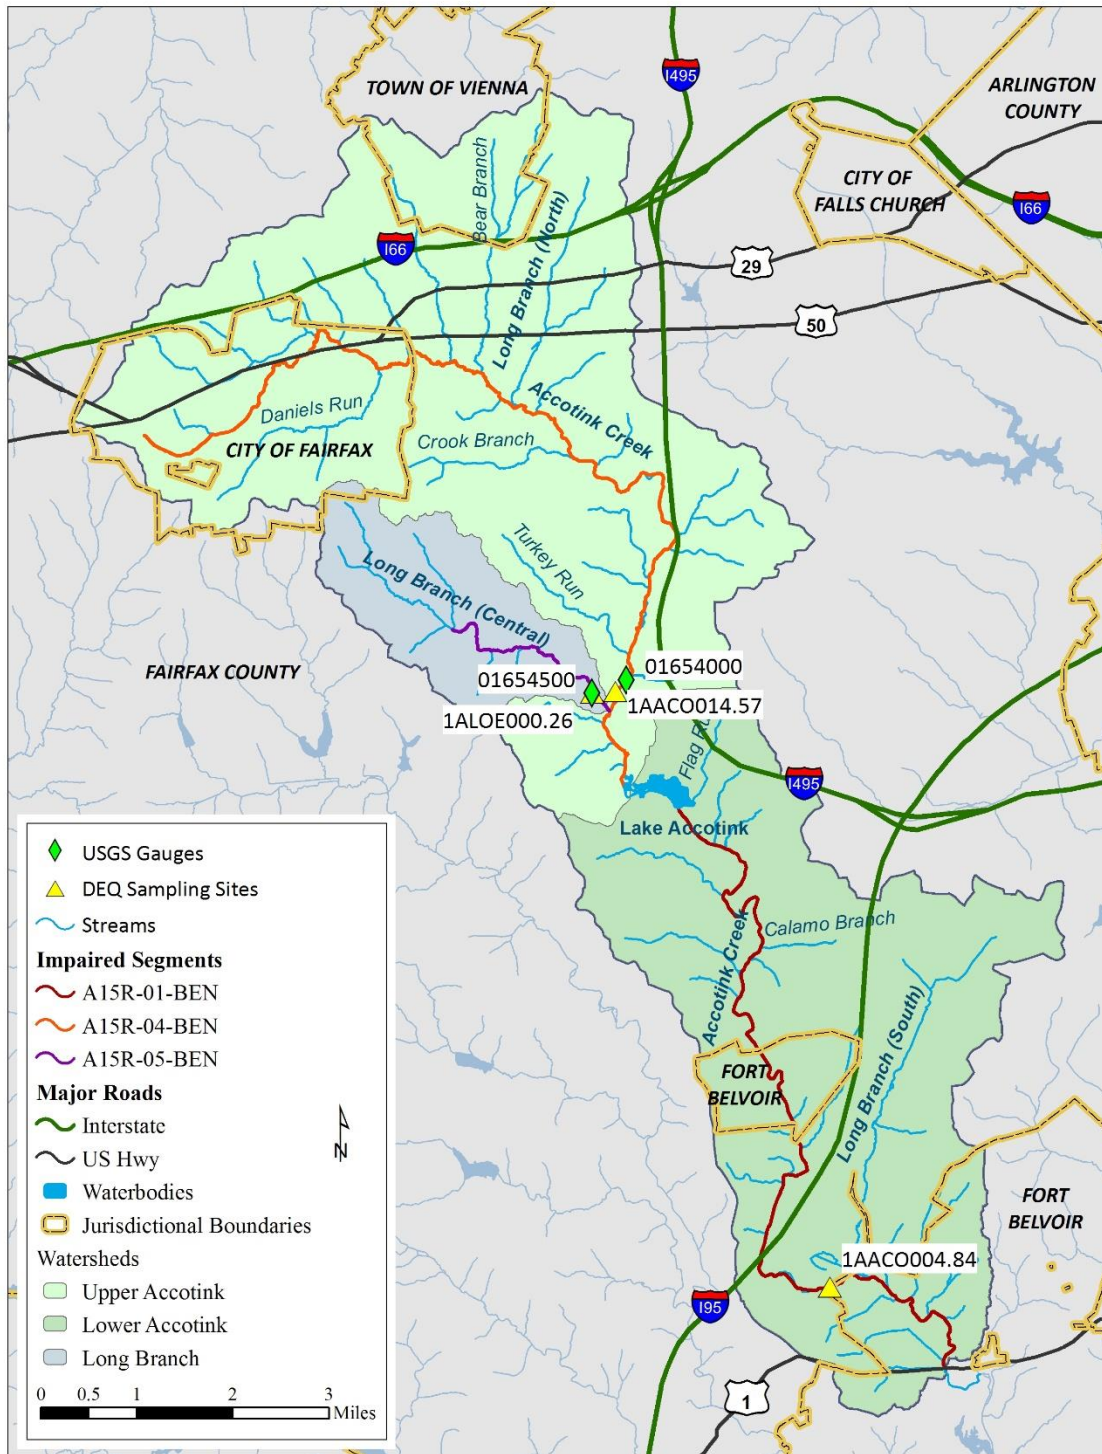 TOWN OF VIENNA
I495
ARLINGTON
COUNTY
CITY OF
FALLS CHURCH
I66
I66
29
50
Bear Branch
Long Branch (North)
Accotink Creek
Daniels Run
CITY OF FAIRFAX
Crook Branch
Turkey Run
Long Branch (Central)
FAIRFAX COUNTY
01654500
01654000
1ALOE000.26
1AACO014.57
Flag Ru
I495
Lake Accotink
Calamo Branch
Accotink Creek
Long Branch (South)
FORT
BELVOIR
FORT
BELVOIR
1AACO004.84
I95
1
USGS Gauges
DEQ Sampling Sites
Streams
Impaired Segments
A15R-01-BEN
A15R-04-BEN
A15R-05-BEN
Major Roads
Interstate
US Hwy
Waterbodies
Jurisdictional Boundaries
N
Watersheds
Upper Accotink
Lower Accotink
Long Branch
0 0.5 1 2 3
Miles